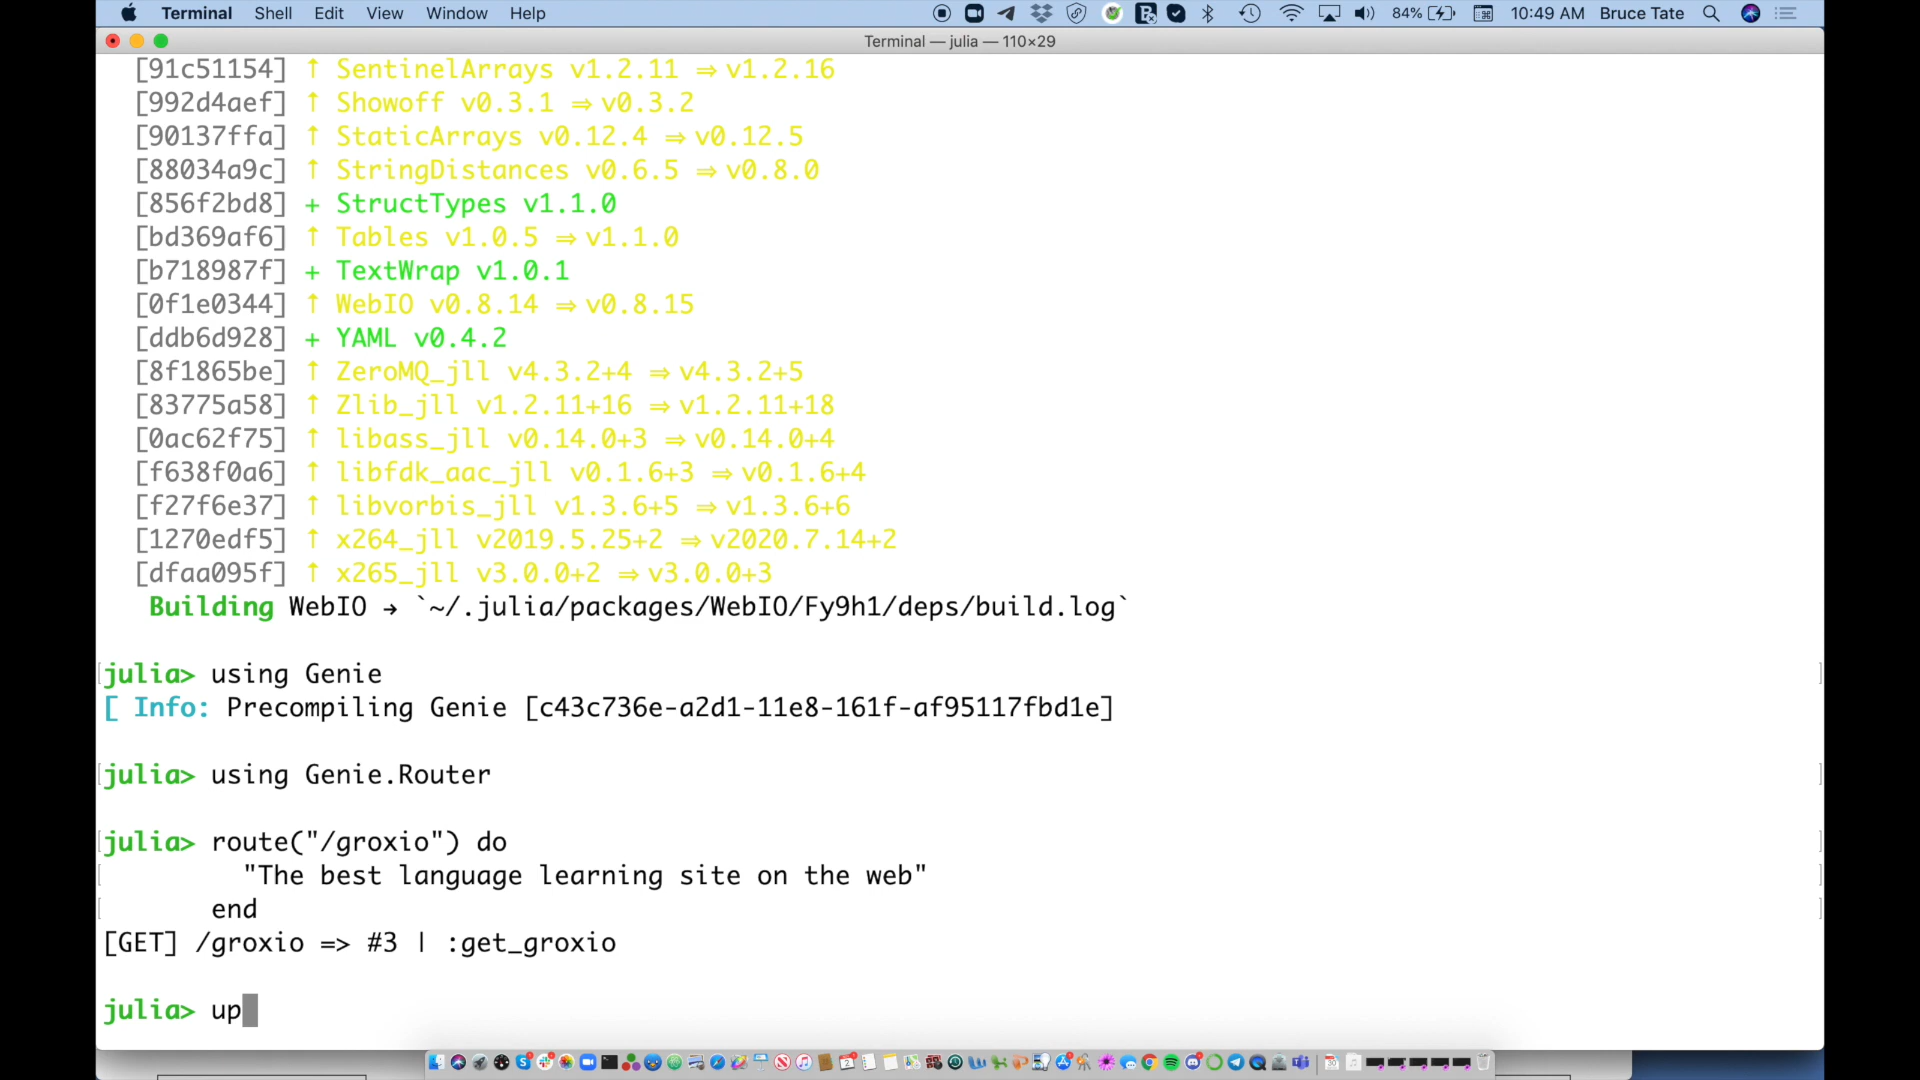 Terminal Shell Edit View Window Help 84% 10:49 AM Bruce Tate
Terminal — julia — 110×29
[91c51154] ↑ SentinelArrays v1.2.11 ⇒ v1.2.16
[992d4aef] ↑ Showoff v0.3.1 ⇒ v0.3.2
[90137ffa] ↑ StaticArrays v0.12.4 ⇒ v0.12.5
[88034a9c] ↑ StringDistances v0.6.5 ⇒ v0.8.0
[856f2bd8] + StructTypes v1.1.0
[bd369af6] ↑ Tables v1.0.5 ⇒ v1.1.0
[b718987f] + TextWrap v1.0.1
[0f1e0344] ↑ WebIO v0.8.14 ⇒ v0.8.15
[ddb6d928] + YAML v0.4.2
[8f1865be] ↑ ZeroMQ_jll v4.3.2+4 ⇒ v4.3.2+5
[83775a58] ↑ Zlib_jll v1.2.11+16 ⇒ v1.2.11+18
[0ac62f75] ↑ libass_jll v0.14.0+3 ⇒ v0.14.0+4
[f638f0a6] ↑ libfdk_aac_jll v0.1.6+3 ⇒ v0.1.6+4
[f27f6e37] ↑ libvorbis_jll v1.3.6+5 ⇒ v1.3.6+6
[1270edf5] ↑ x264_jll v2019.5.25+2 ⇒ v2020.7.14+2
[dfaa095f] ↑ x265_jll v3.0.0+2 ⇒ v3.0.0+3
Building WebIO → `~/.julia/packages/WebIO/Fy9h1/deps/build.log`
julia> using Genie
[ Info: Precompiling Genie [c43c736e-a2d1-11e8-161f-af95117fbd1e]
julia> using Genie.Router
julia> route("/groxio") do
"The best language learning site on the web"
end
[GET] /groxio => #3 | :get_groxio
julia> up